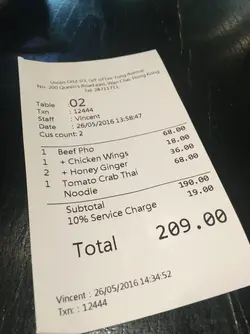 No. 200 Queen's Road East, Wan Chai, Hong Kong
Tel: 28711711
Table : 02
Txn : 12444
Staff : Vincent
Date : 26/05/2016 13:58:47
Cus count: 2
1 Beef Pho 68.00
1 + Chicken Wings 18.00
2 + Honey Ginger 36.00
1 Tomato Crab Thai 68.00
Noodle
Subtotal 190.00
10% Service Charge 19.00
Total 209.00
Vincent : 26/05/2016 14:34:52
Txn: 12444